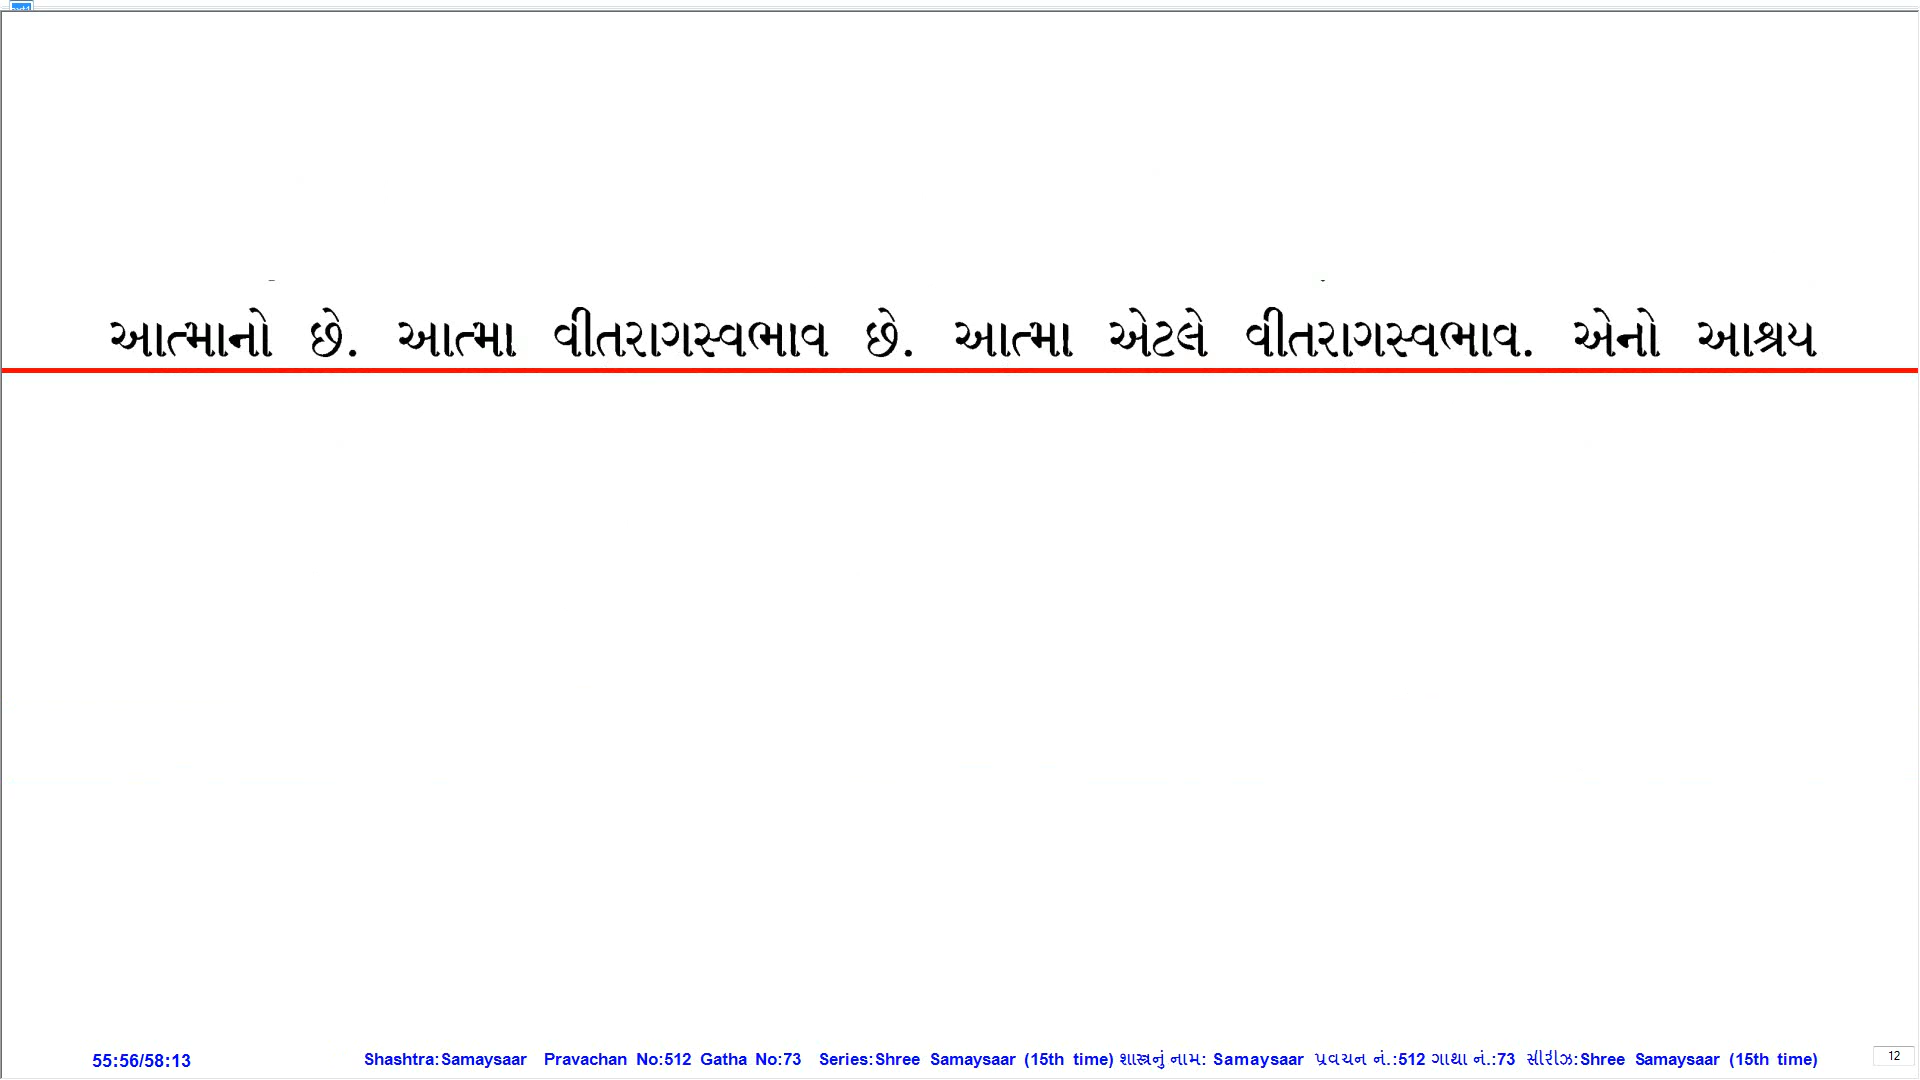 આત્માનો છે. આત્મા વીતરાગસ્વભાવ છે. આત્મા એટલે વીતરાગસ્વભાવ. એનો આશ્રય
55:56/58:13 Shashtra:Samaysaar Pravachan No:512 Gatha No:73 Series:Shree Samaysaar (15th time) શાસ્ત્રનું નામ: Samaysaar પ્રવચન નં.:512 ગાથા નં.:73 સીરીઝ:Shree Samaysaar (15th time) 12